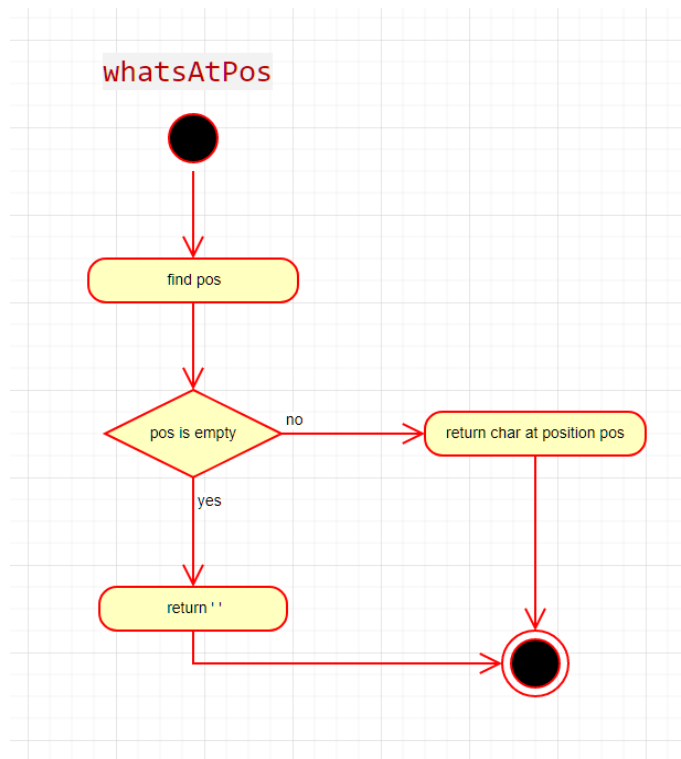 whatsAtPos
find pos
pos is empty
no
return char at position pos
yes
return ' '